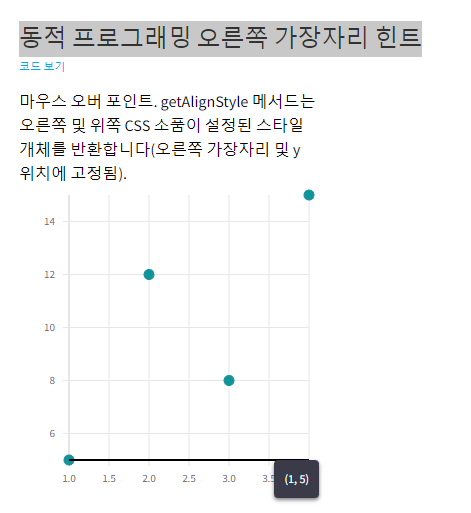 동적 프로그래밍 오른쪽 가장자리 힌트
코드 보기
마우스 오버 포인트. getAlignStyle 메서드는
오른쪽 및 위쪽 CSS 소품이 설정된 스타일
개체를 반환합니다(오른쪽 가장자리 및 y
위치에 고정됨).
14
12
10
8
6
1.0 1.5 2.0 2.5 3.0 3.5
(1, 5)